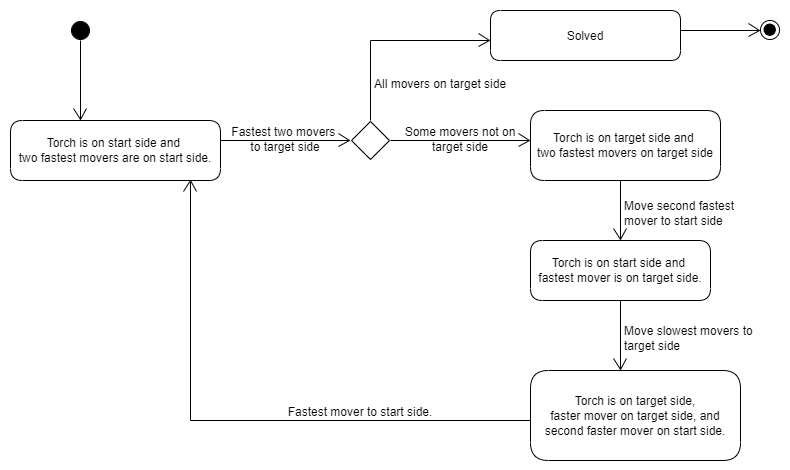 Solved
All movers on target side
Torch is on start side and
two fastest movers are on start side.
Fastest two movers
to target side
Some movers not on
target side
Torch is on target side and
two fastest movers on target side
Move second fastest
mover to start side
Torch is on start side and
fastest mover is on target side.
Move slowest movers to
target side
Torch is on target side,
faster mover on target side, and
second faster mover on start side.
Fastest mover to start side.